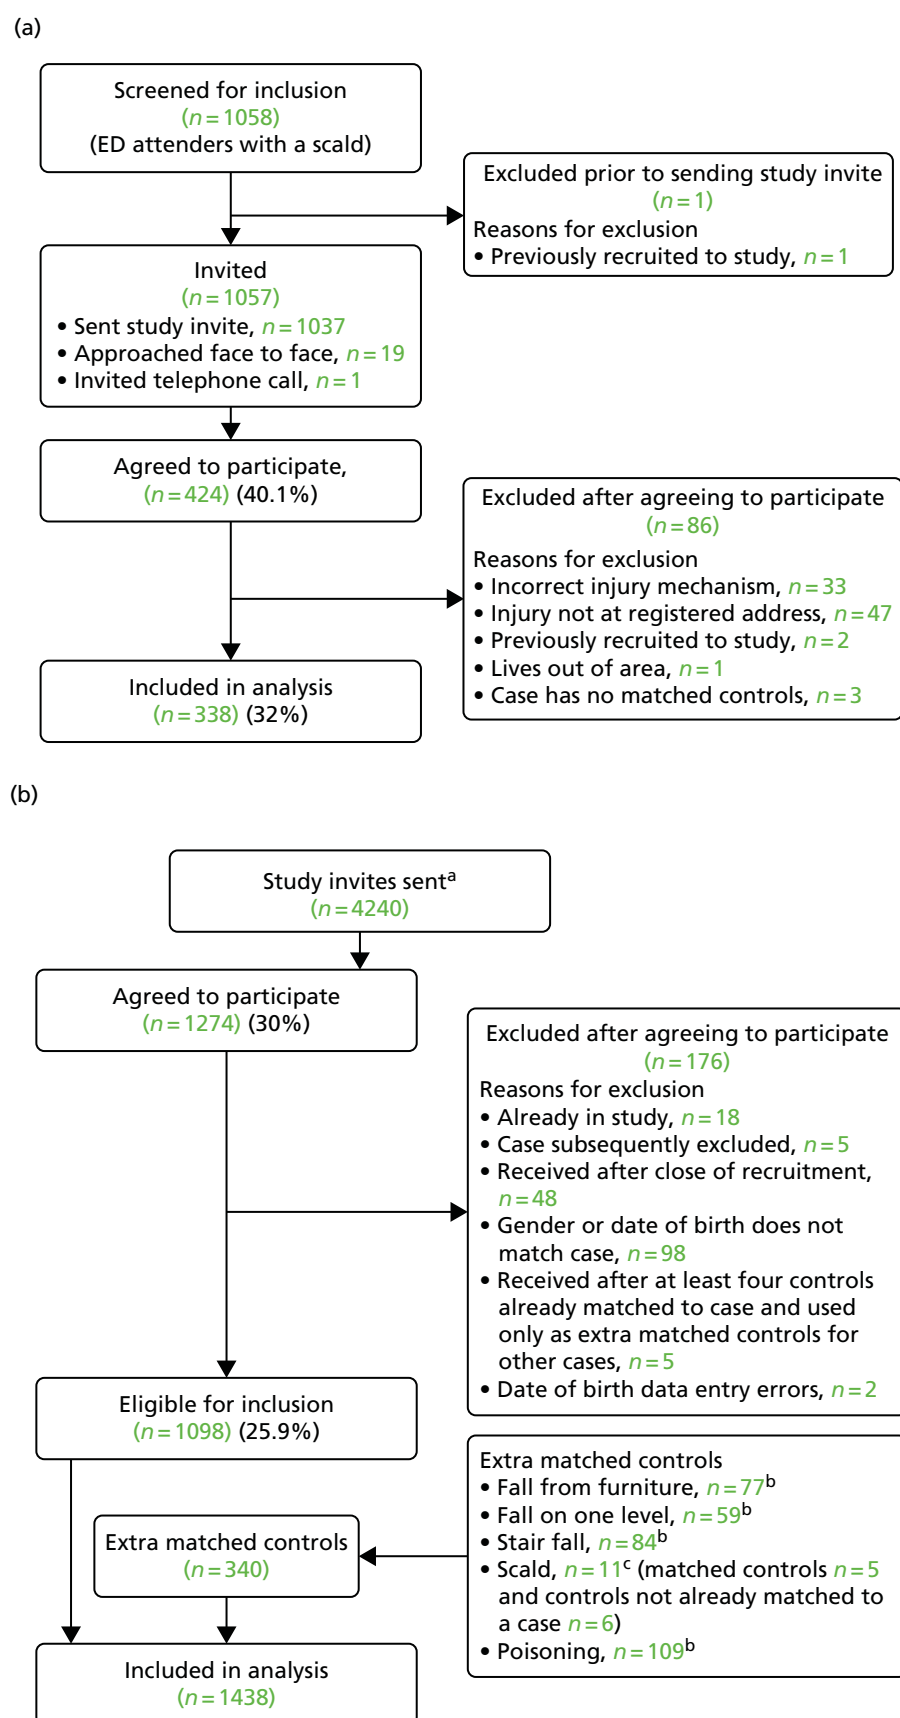 (a)
Screened for inclusion
(n=1058)
(ED attenders with a scald)
Excluded prior to sending study invite
(n=1)
Reasons for exclusion
• Previously recruited to study, n=1
Invited
(n=1057)
• Sent study invite, n=1037
• Approached face to face, n=19
• Invited telephone call, n=1
Agreed to participate,
(n=424) (40.1%)
Excluded after agreeing to participate
(n=86)
Reasons for exclusion
• Incorrect injury mechanism, n=33
• Injury not at registered address, n=47
• Previously recruited to study, n=2
• Lives out of area, n=1
• Case has no matched controls, n=3
Included in analysis
(n=338) (32%)
(b)
Study invites sentᵃ
(n=4240)
Agreed to participate
(n=1274) (30%)
Excluded after agreeing to participate
(n=176)
Reasons for exclusion
• Already in study, n=18
• Case subsequently excluded, n=5
• Received after close of recruitment,
n=48
• Gender or date of birth does not
match case, n=98
• Received after at least four controls
already matched to case and used
only as extra matched controls for
other cases, n=5
• Date of birth data entry errors, n=2
Eligible for inclusion
(n=1098) (25.9%)
Extra matched controls
• Fall from furniture, n=77ᵇ
• Fall on one level, n=59ᵇ
• Stair fall, n=84ᵇ
• Scald, n=11ᶜ (matched controls n=5
and controls not already matched to
a case n=6)
• Poisoning, n=109ᵇ
Extra matched controls
(n=340)
Included in analysis
(n=1438)